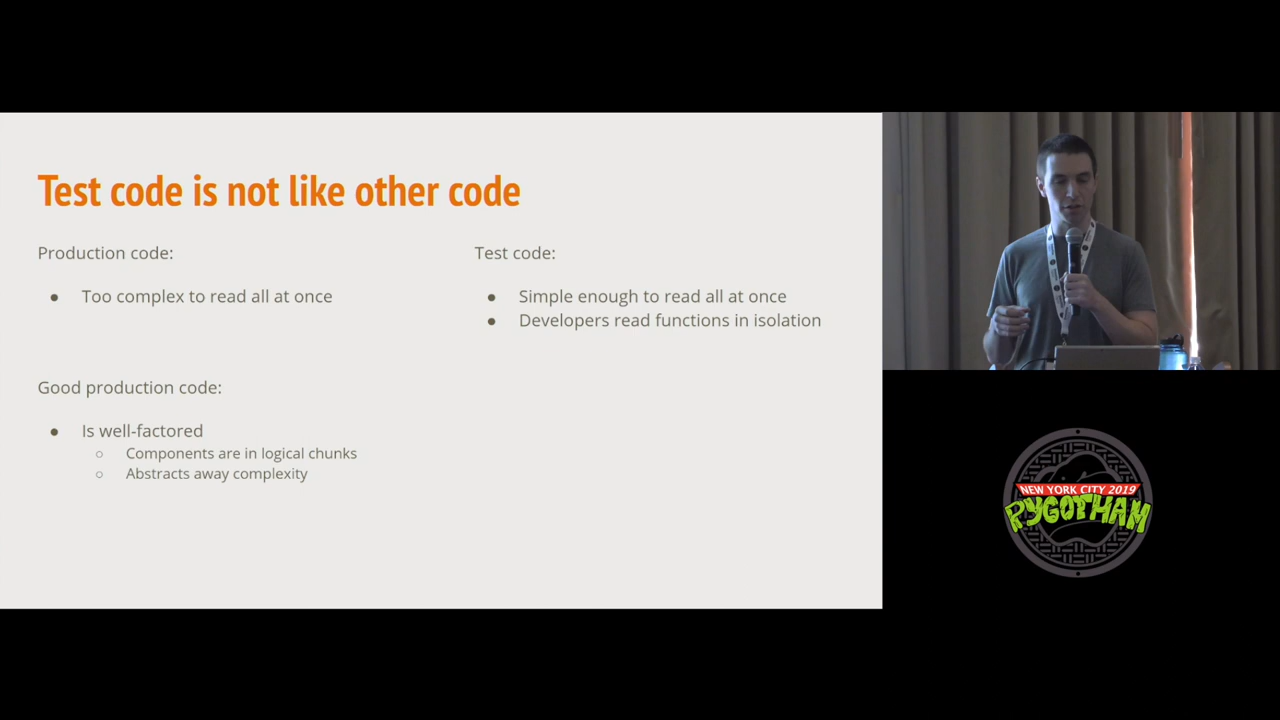 Test code is not like other code
Production code:
● Too complex to read all at once
Test code:
● Simple enough to read all at once
● Developers read functions in isolation
Good production code:
● Is well-factored
○ Components are in logical chunks
○ Abstracts away complexity
NEW YORK CITY 2019
PYGOTHAM